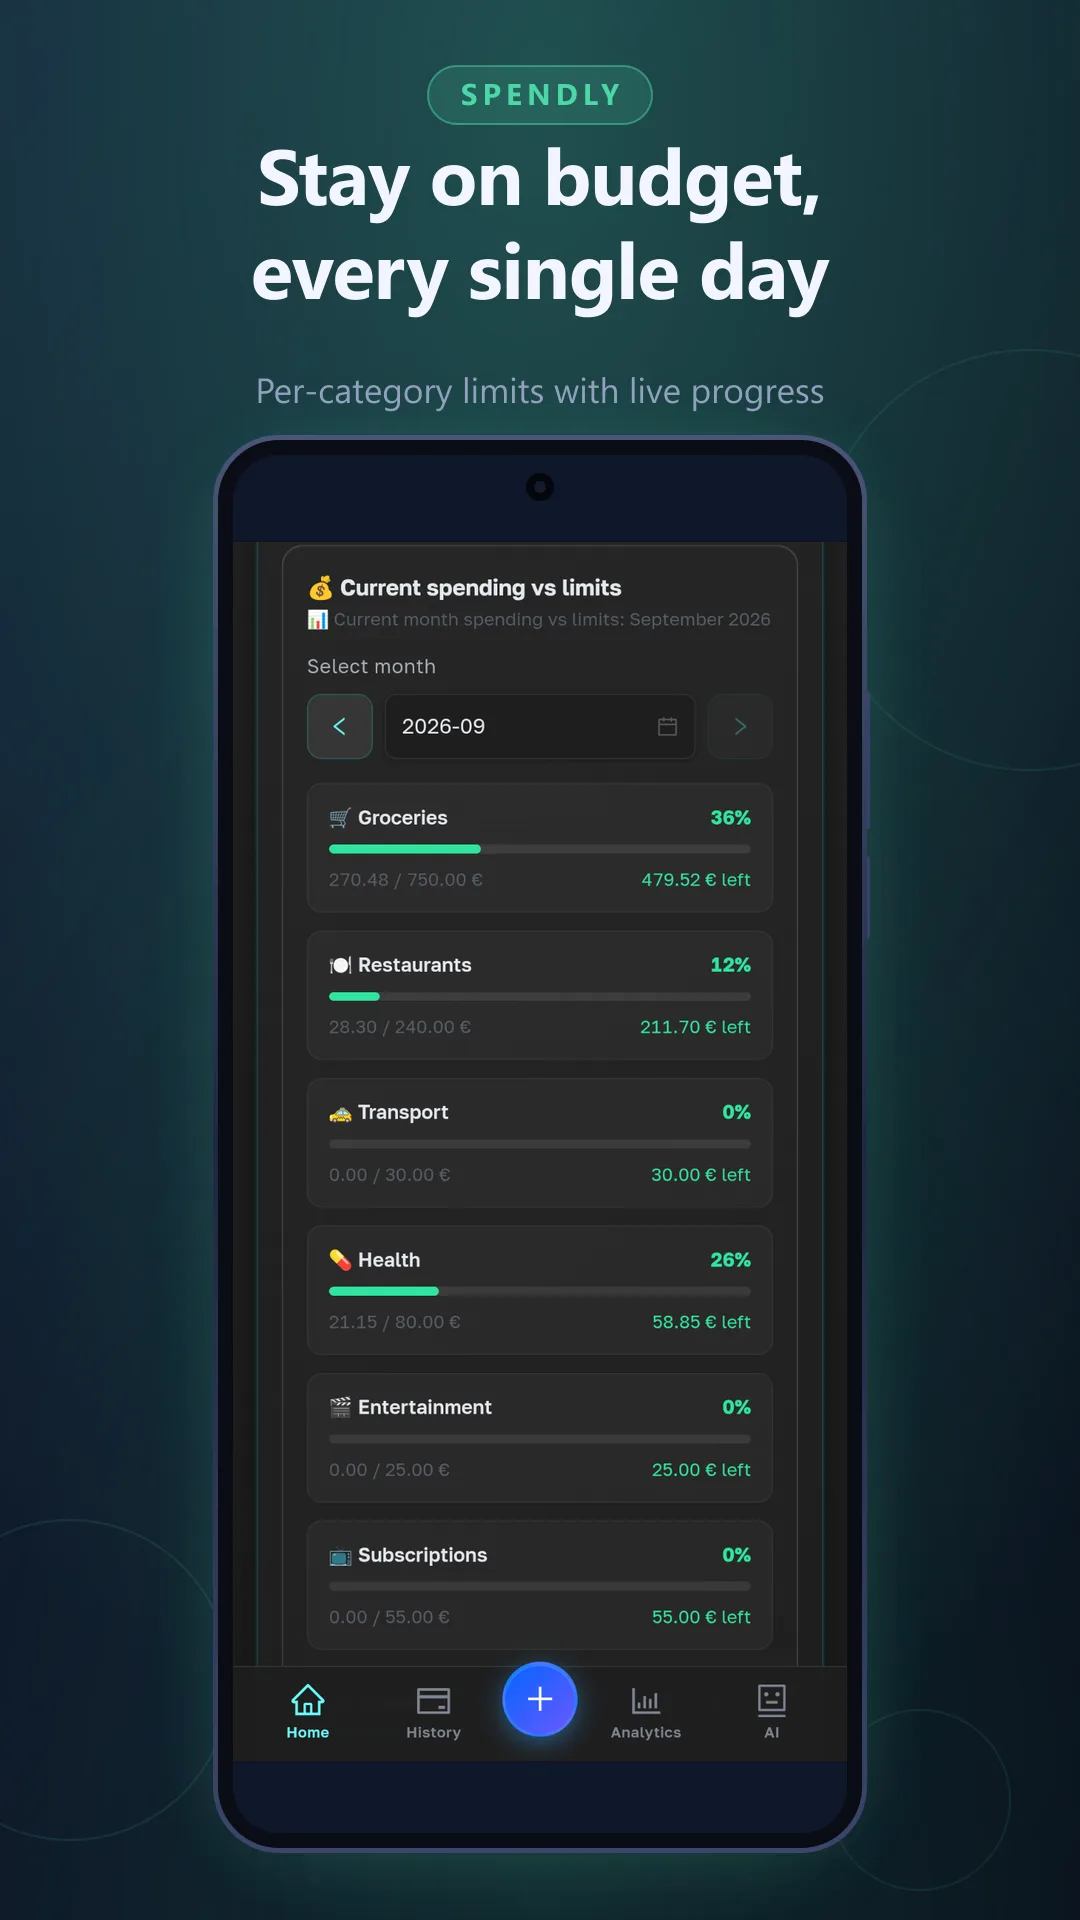 SPENDLY
Stay on budget,
every single day
Per-category limits with live progress
💰 Current spending vs limits
📊 Current month spending vs limits: September 2026
Select month
< 2026-09 >
🛒 Groceries 36%
270.48 / 750.00 € 479.52 € left
🍽️ Restaurants 12%
28.30 / 240.00 € 211.70 € left
🚕 Transport 0%
0.00 / 30.00 € 30.00 € left
💊 Health 26%
21.15 / 80.00 € 58.85 € left
🎬 Entertainment 0%
0.00 / 25.00 € 25.00 € left
📺 Subscriptions 0%
0.00 / 55.00 € 55.00 € left
Home History + Analytics AI